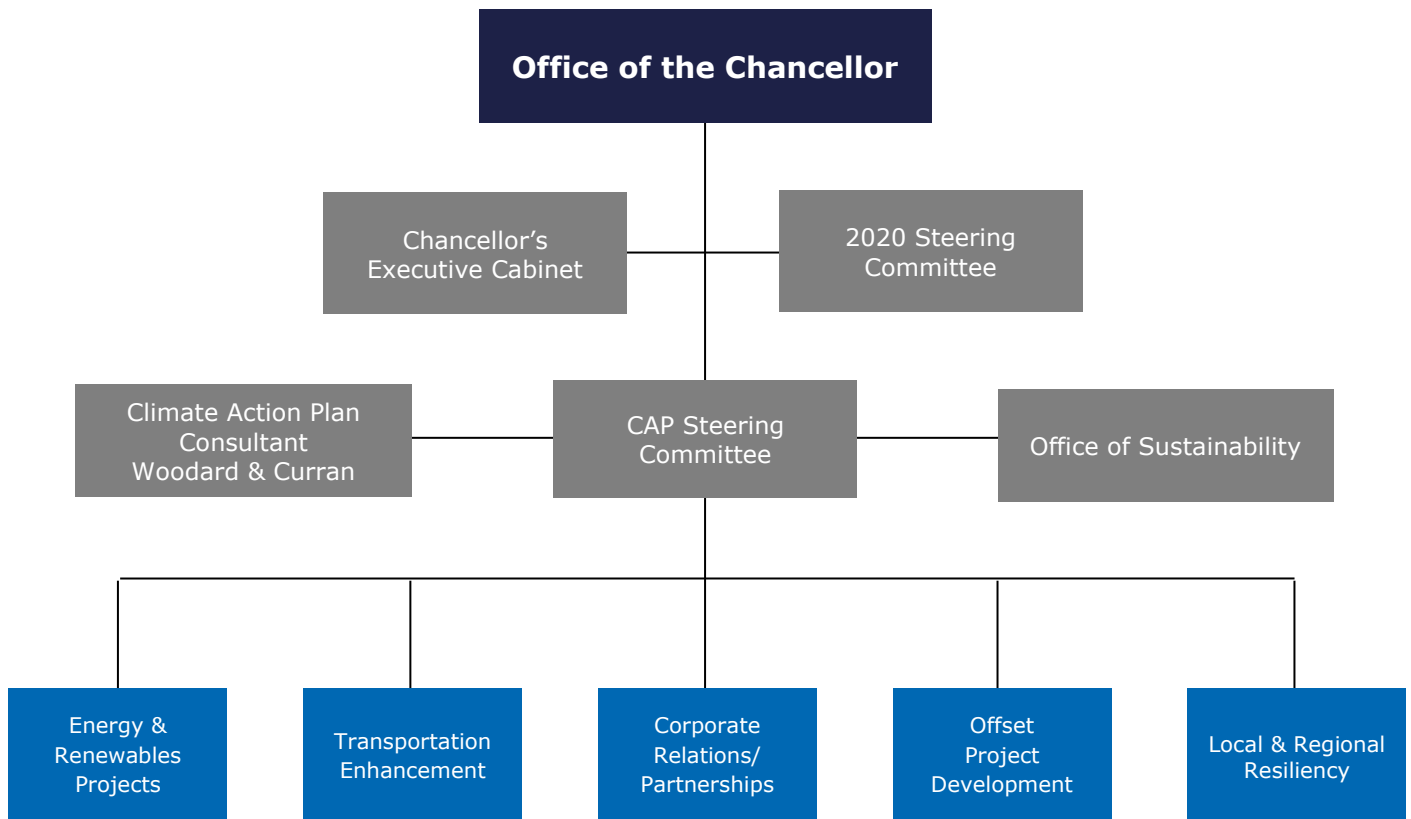 Office of the Chancellor
Chancellor’s
Executive Cabinet
2020 Steering
Committee
Climate Action Plan
Consultant
Woodard & Curran
CAP Steering
Committee
Office of Sustainability
Energy &
Renewables
Projects
Transportation
Enhancement
Corporate
Relations/
Partnerships
Offset
Project
Development
Local & Regional
Resiliency